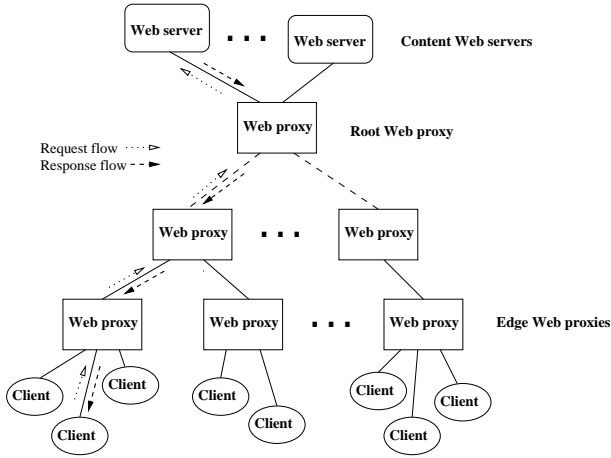 Web server
Web server
Content Web servers
Web proxy
Root Web proxy
Request flow
Response flow
Web proxy
Web proxy
Web proxy
Web proxy
Web proxy
Edge Web proxies
Client
Client
Client
Client
Client
Client
Client
Client